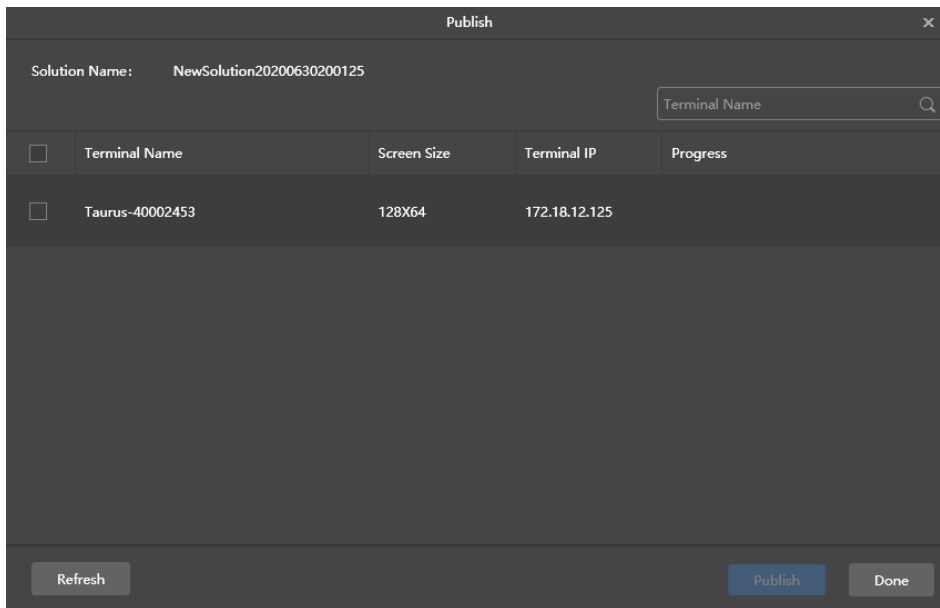 Publish
Solution Name: NewSolution20200630200125
Terminal Name
Terminal Name Screen Size Terminal IP Progress
Taurus-40002453 128X64 172.18.12.125
Refresh Publish Done